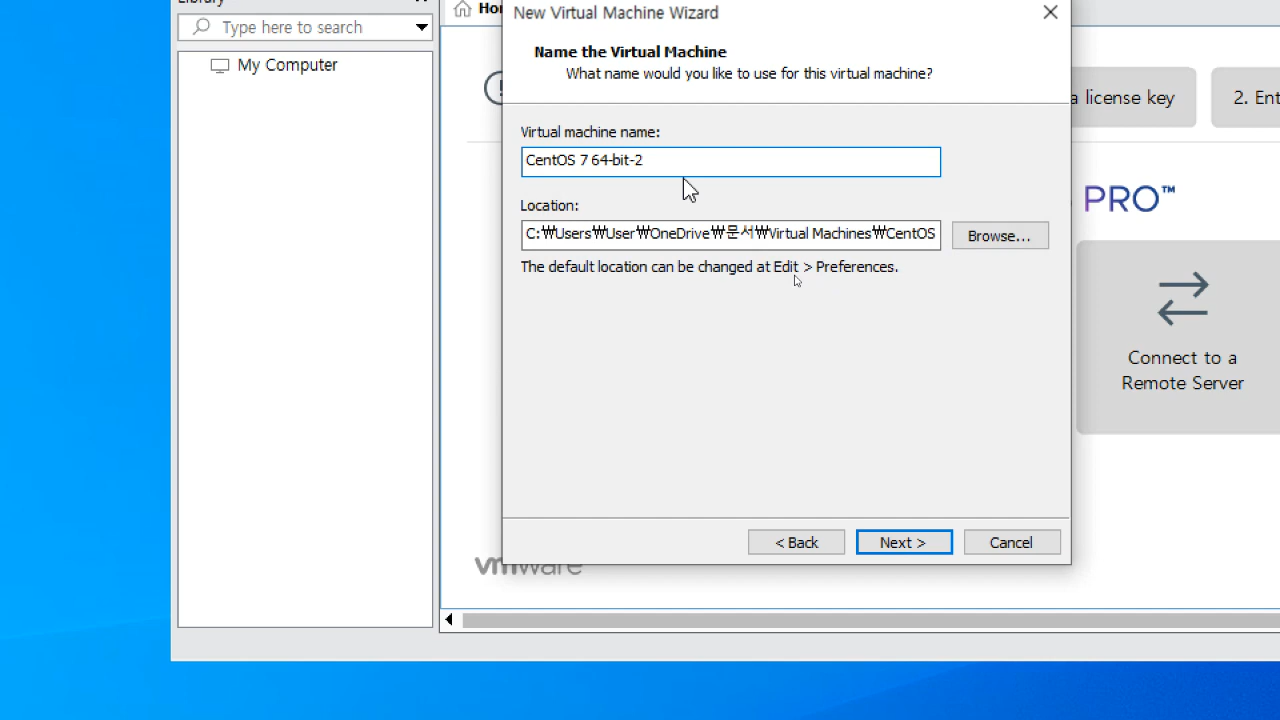 Library
Type here to search
My Computer
Hon
New Virtual Machine Wizard
Name the Virtual Machine
What name would you like to use for this virtual machine?
Virtual machine name:
CentOS 7 64-bit-2
Location:
C:₩Users₩User₩OneDrive₩문서₩Virtual Machines₩CentOS
Browse...
The default location can be changed at Edit > Preferences.
< Back
Next >
Cancel
a license key
2. Ent
PRO™
Connect to a
Remote Server
vmware